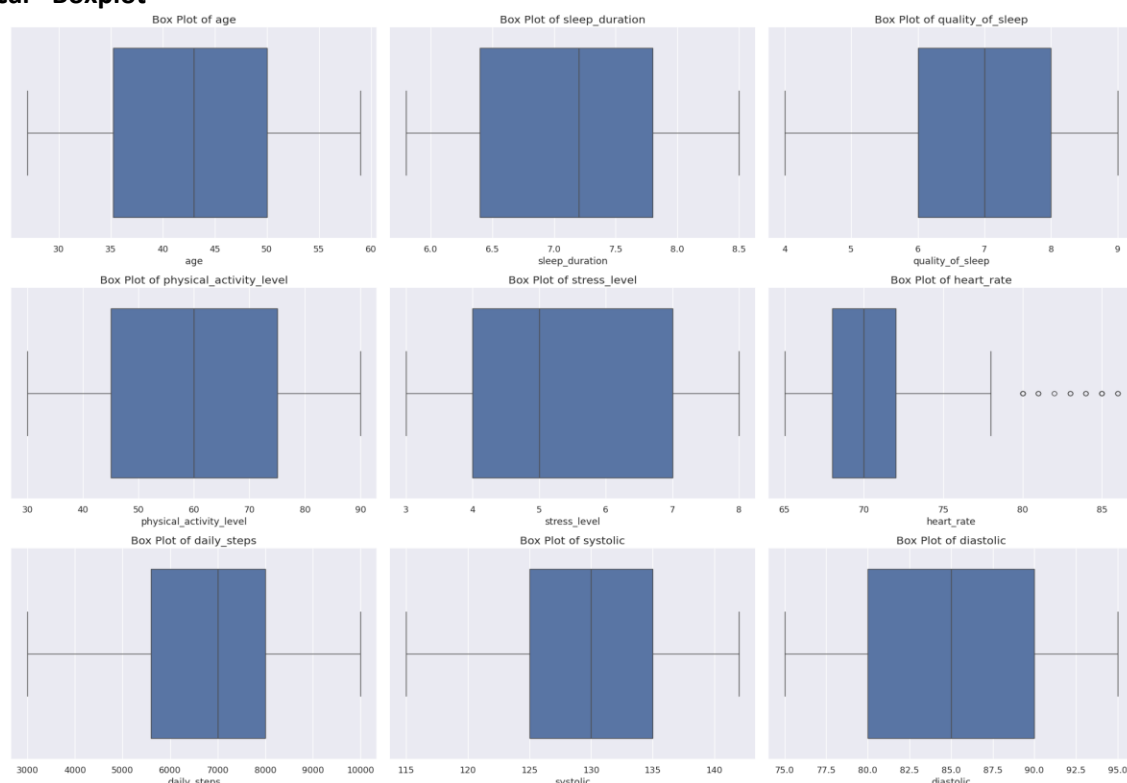 Boxplot
Box Plot of age
30 35 40 45 50 55 60
age
Box Plot of sleep_duration
6.0 6.5 7.0 7.5 8.0 8.5
sleep_duration
Box Plot of quality_of_sleep
4 5 6 7 8 9
quality_of_sleep
Box Plot of physical_activity_level
30 40 50 60 70 80 90
physical_activity_level
Box Plot of stress_level
3 4 5 6 7 8
stress_level
Box Plot of heart_rate
65 70 75 80 85
heart_rate
Box Plot of daily_steps
3000 4000 5000 6000 7000 8000 9000 10000
daily_steps
Box Plot of systolic
115 120 125 130 135 140
systolic
Box Plot of diastolic
75.0 77.5 80.0 82.5 85.0 87.5 90.0 92.5 95.0
diastolic